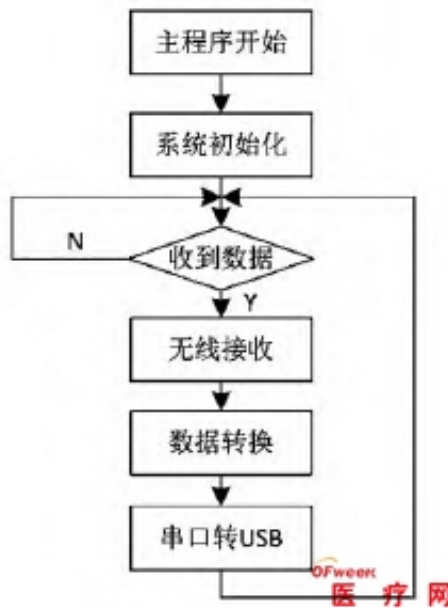 主程序开始
系统初始化
N
收到数据
Y
无线接收
数据转换
串口转USB
OFweek
医疗网